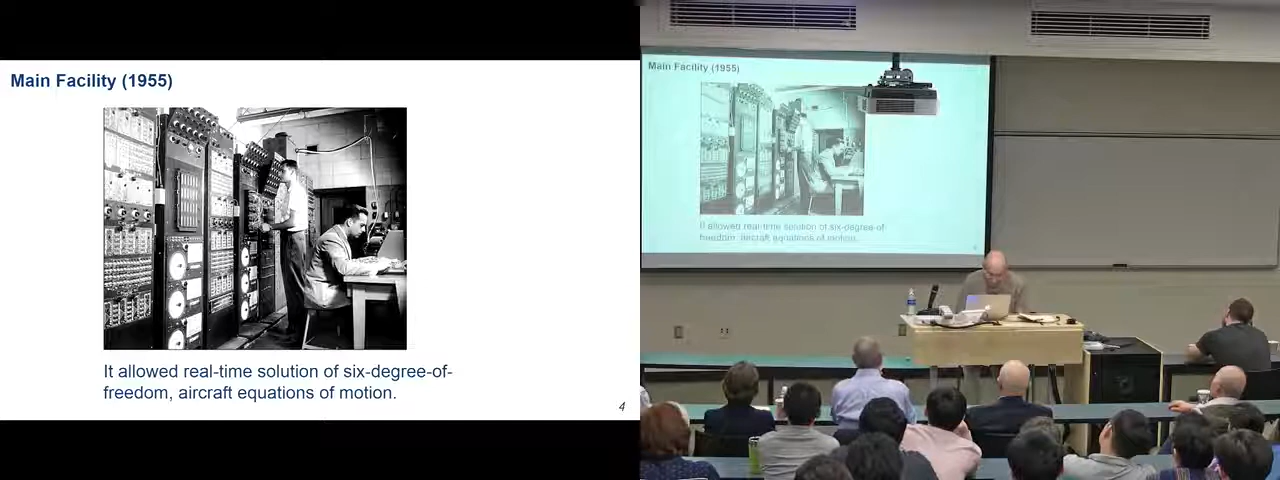 Main Facility (1955)
It allowed real-time solution of six-degree-of-
freedom, aircraft equations of motion.
4
Main Facility (1955)
It allowed real-time solution of six-degree-of-
freedom, aircraft equations of motion.